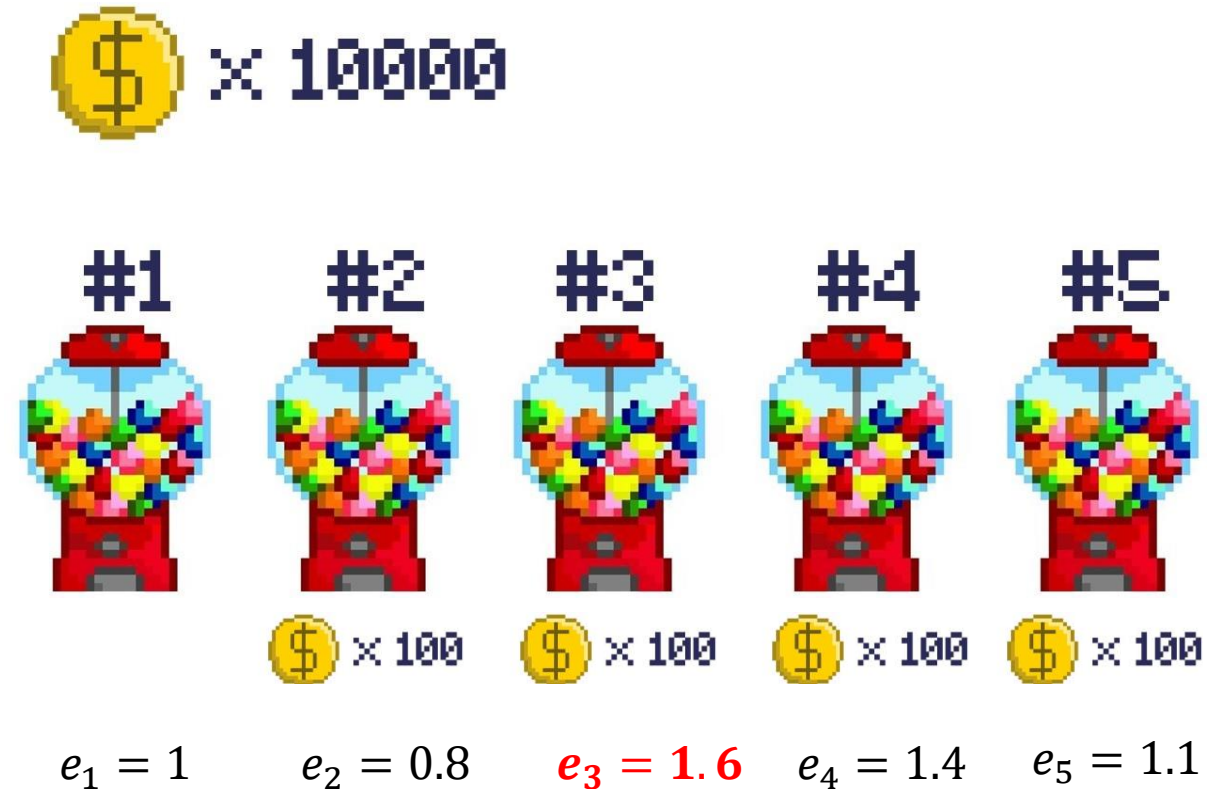 $ × 10000
#1 #2 #3 #4 #5
$ × 100 $ × 100 $ × 100 $ × 100
e₁ = 1 e₂ = 0.8 e₃ = 1.6 e₄ = 1.4 e₅ = 1.1